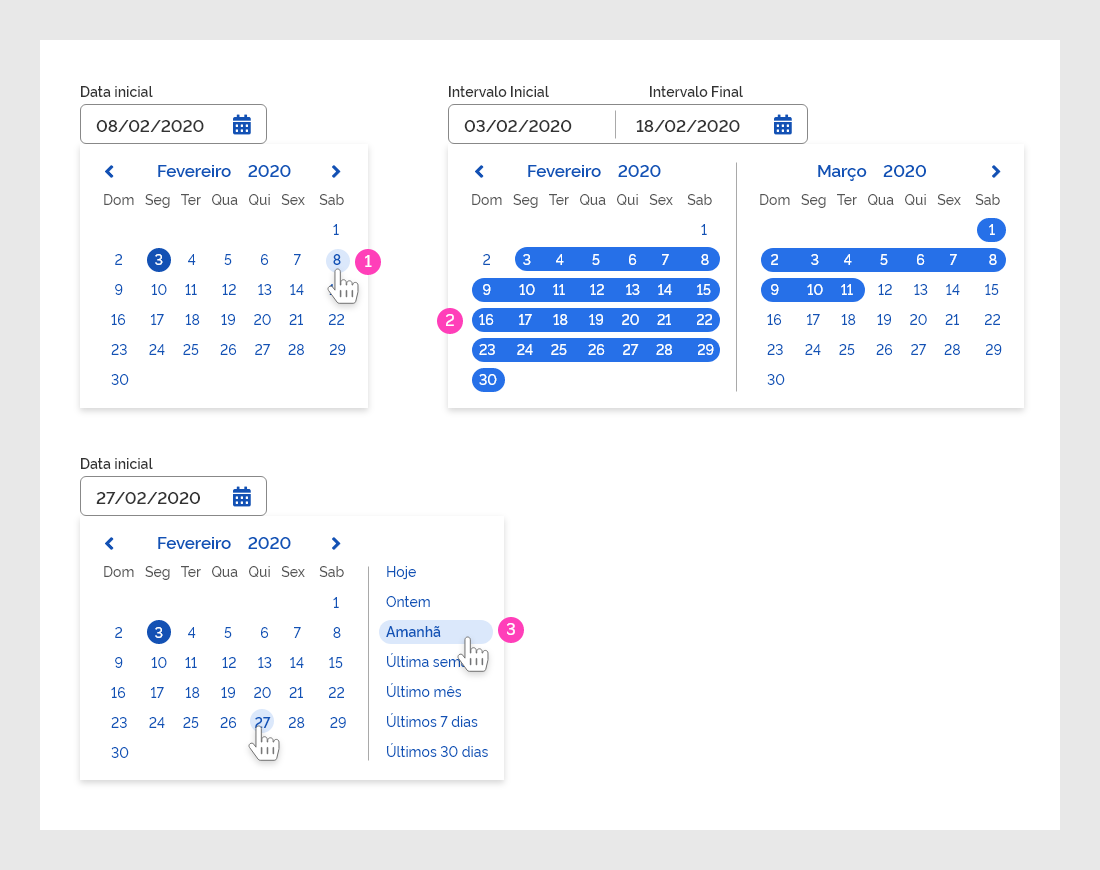 Data inicial
08/02/2020
Fevereiro 2020
Dom Seg Ter Qua Qui Sex Sab
1
2 3 4 5 6 7 8
1
9 10 11 12 13 14
16 17 18 19 20 21 22
23 24 25 26 27 28 29
30
Intervalo Inicial Intervalo Final
03/02/2020 18/02/2020
Fevereiro 2020
Dom Seg Ter Qua Qui Sex Sab
1
2 3 4 5 6 7 8
9 10 11 12 13 14 15
2
16 17 18 19 20 21 22
23 24 25 26 27 28 29
30
Março 2020
Dom Seg Ter Qua Qui Sex Sab
1
2 3 4 5 6 7 8
9 10 11 12 13 14 15
16 17 18 19 20 21 22
23 24 25 26 27 28 29
30
Data inicial
27/02/2020
Fevereiro 2020
Dom Seg Ter Qua Qui Sex Sab
1
2 3 4 5 6 7 8
9 10 11 12 13 14 15
16 17 18 19 20 21 22
23 24 25 26 27 28 29
30
Hoje
Ontem
Amanhã
3
Última
Último mês
Últimos 7 dias
Últimos 30 dias